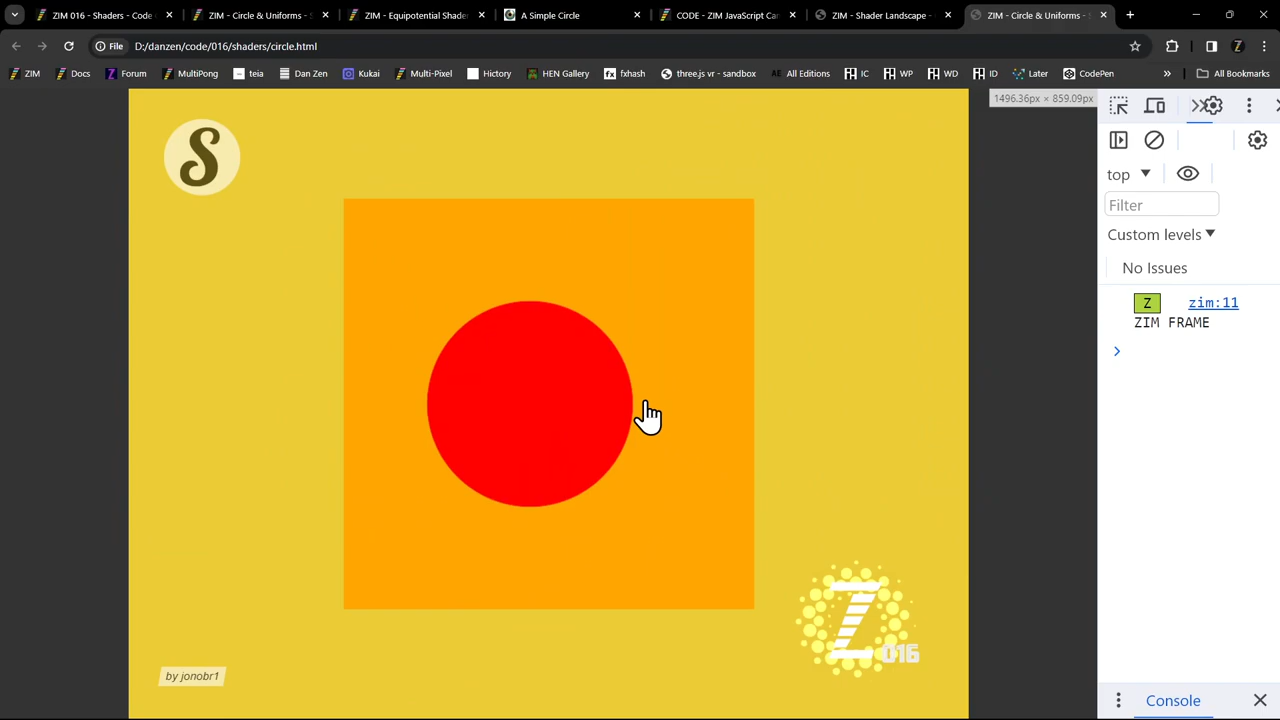 ZIM 016 - Shaders - Code
ZIM - Circle & Uniforms -
ZIM - Equipotential Shade
A Simple Circle
CODE - ZIM JavaScript Can
ZIM - Shader Landscape -
ZIM - Circle & Uniforms -
File
D:/danzen/code/016/shaders/circle.html
ZIM
Docs
Forum
MultiPong
teia
Dan Zen
Kukai
Multi-Pixel
Hictory
HEN Gallery
fxhash
three.js vr - sandbox
AE All Editions
IC
WP
WD
ID
Later
CodePen
All Bookmarks
1496.36px × 859.09px
S
top
Filter
Custom levels
No Issues
Z zim:11
ZIM FRAME
Z
016
by jonobr1
Console